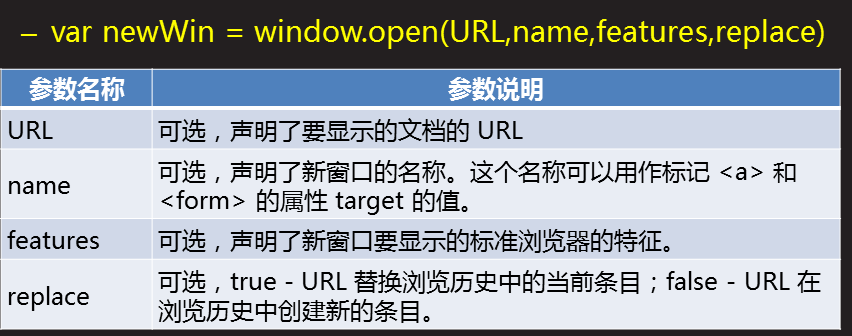 – var newWin = window.open(URL,name,features,replace)
参数名称 参数说明
URL 可选，声明了要显示的文档的 URL
name 可选，声明了新窗口的名称。这个名称可以用作标记 <a> 和
<form> 的属性 target 的值。
features 可选，声明了新窗口要显示的标准浏览器的特征。
replace 可选，true - URL 替换浏览历史中的当前条目；false - URL 在
浏览历史中创建新的条目。